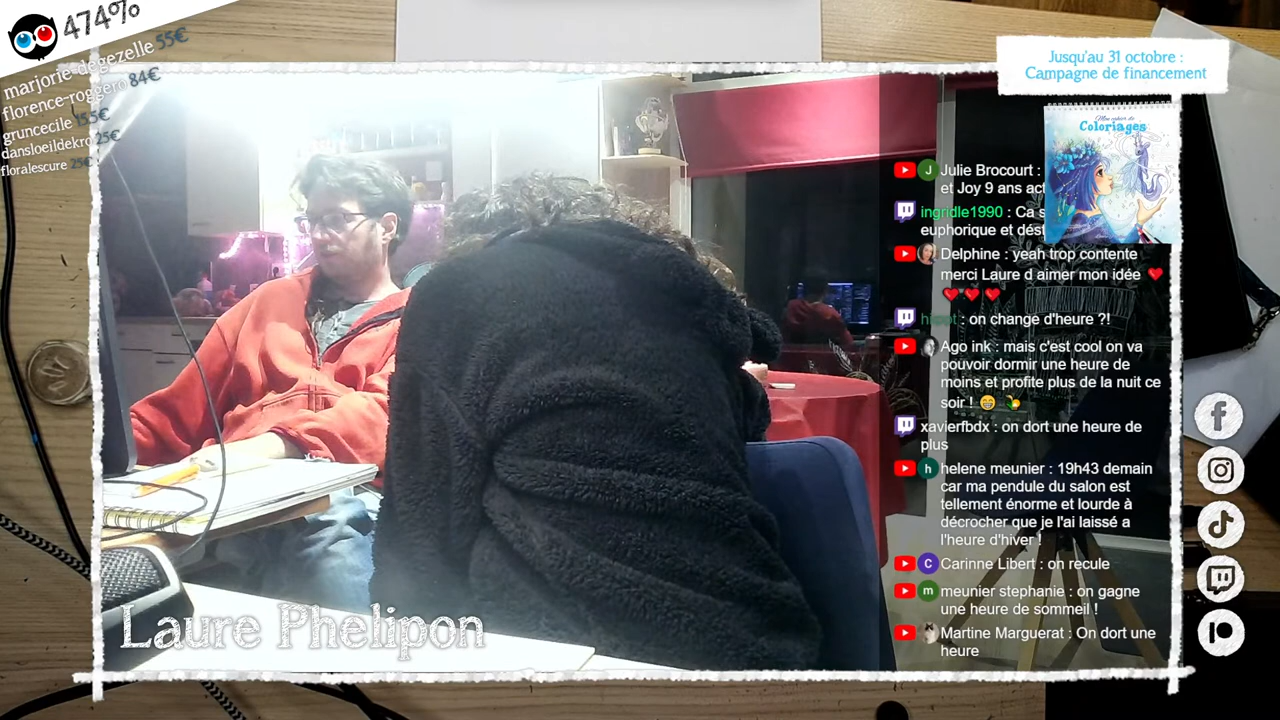 474%
marjorie-degezelle 55€
florence-roggero 84€
gruncecile 15.5€
dansloeildekro 25€
floralescure 25€
Jusqu'au 31 octobre :
Campagne de financement
Mon cahier de
Coloriages
Julie Brocourt :
et Joy 9 ans act
ingridle1990 : Ca s
euphorique et dést
Delphine : yeah trop contente
merci Laure d aimer mon idée ❤️
❤️ ❤️ ❤️
: on change d'heure ?!
Ago ink : mais c'est cool on va
pouvoir dormir une heure de
moins et profite plus de la nuit ce
soir ! 😁
xavierfbdx : on dort une heure de
plus
helene meunier : 19h43 demain
car ma pendule du salon est
tellement énorme et lourde à
décrocher que je l'ai laissé a
l'heure d'hiver !
Carinne Libert : on recule
meunier stephanie : on gagne
une heure de sommeil !
Martine Marguerat : On dort une
heure
Laure Phelipon